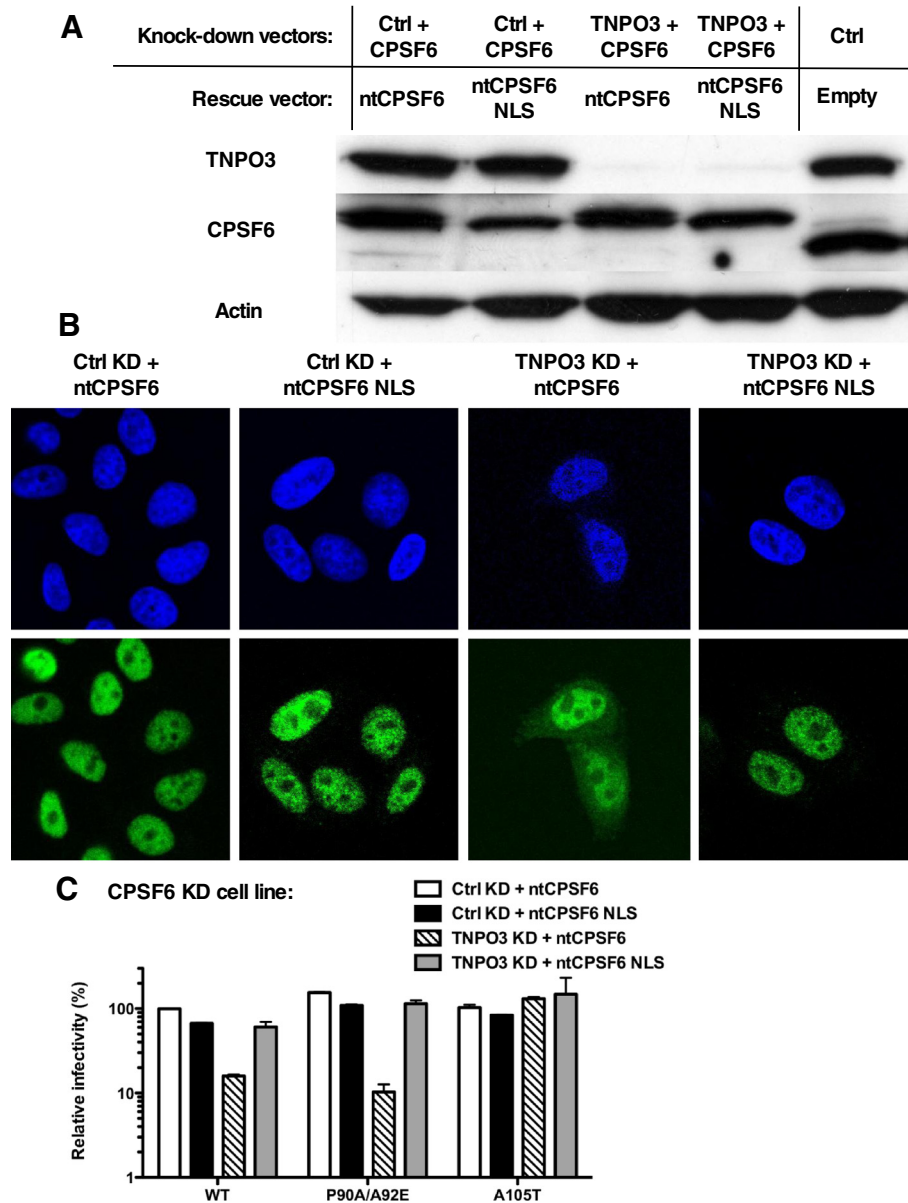 A
Knock-down vectors:
Ctrl + CPSF6
Ctrl + CPSF6
TNPO3 + CPSF6
TNPO3 + CPSF6
Ctrl
Rescue vector:
ntCPSF6
ntCPSF6 NLS
ntCPSF6
ntCPSF6 NLS
Empty
TNPO3
CPSF6
Actin
B
Ctrl KD + ntCPSF6
Ctrl KD + ntCPSF6 NLS
TNPO3 KD + ntCPSF6
TNPO3 KD + ntCPSF6 NLS
C
CPSF6 KD cell line:
Ctrl KD + ntCPSF6
Ctrl KD + ntCPSF6 NLS
TNPO3 KD + ntCPSF6
TNPO3 KD + ntCPSF6 NLS
Relative infectivity (%)
100
10
1
WT
P90A/A92E
A105T